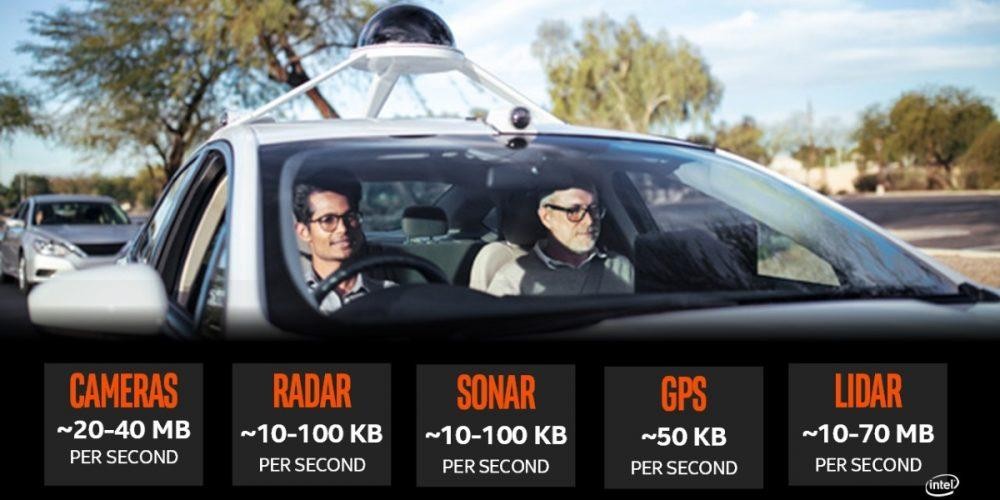 CAMERAS
~20-40 MB
PER SECOND
RADAR
~10-100 KB
PER SECOND
SONAR
~10-100 KB
PER SECOND
GPS
~50 KB
PER SECOND
LIDAR
~10-70 MB
PER SECOND
intel